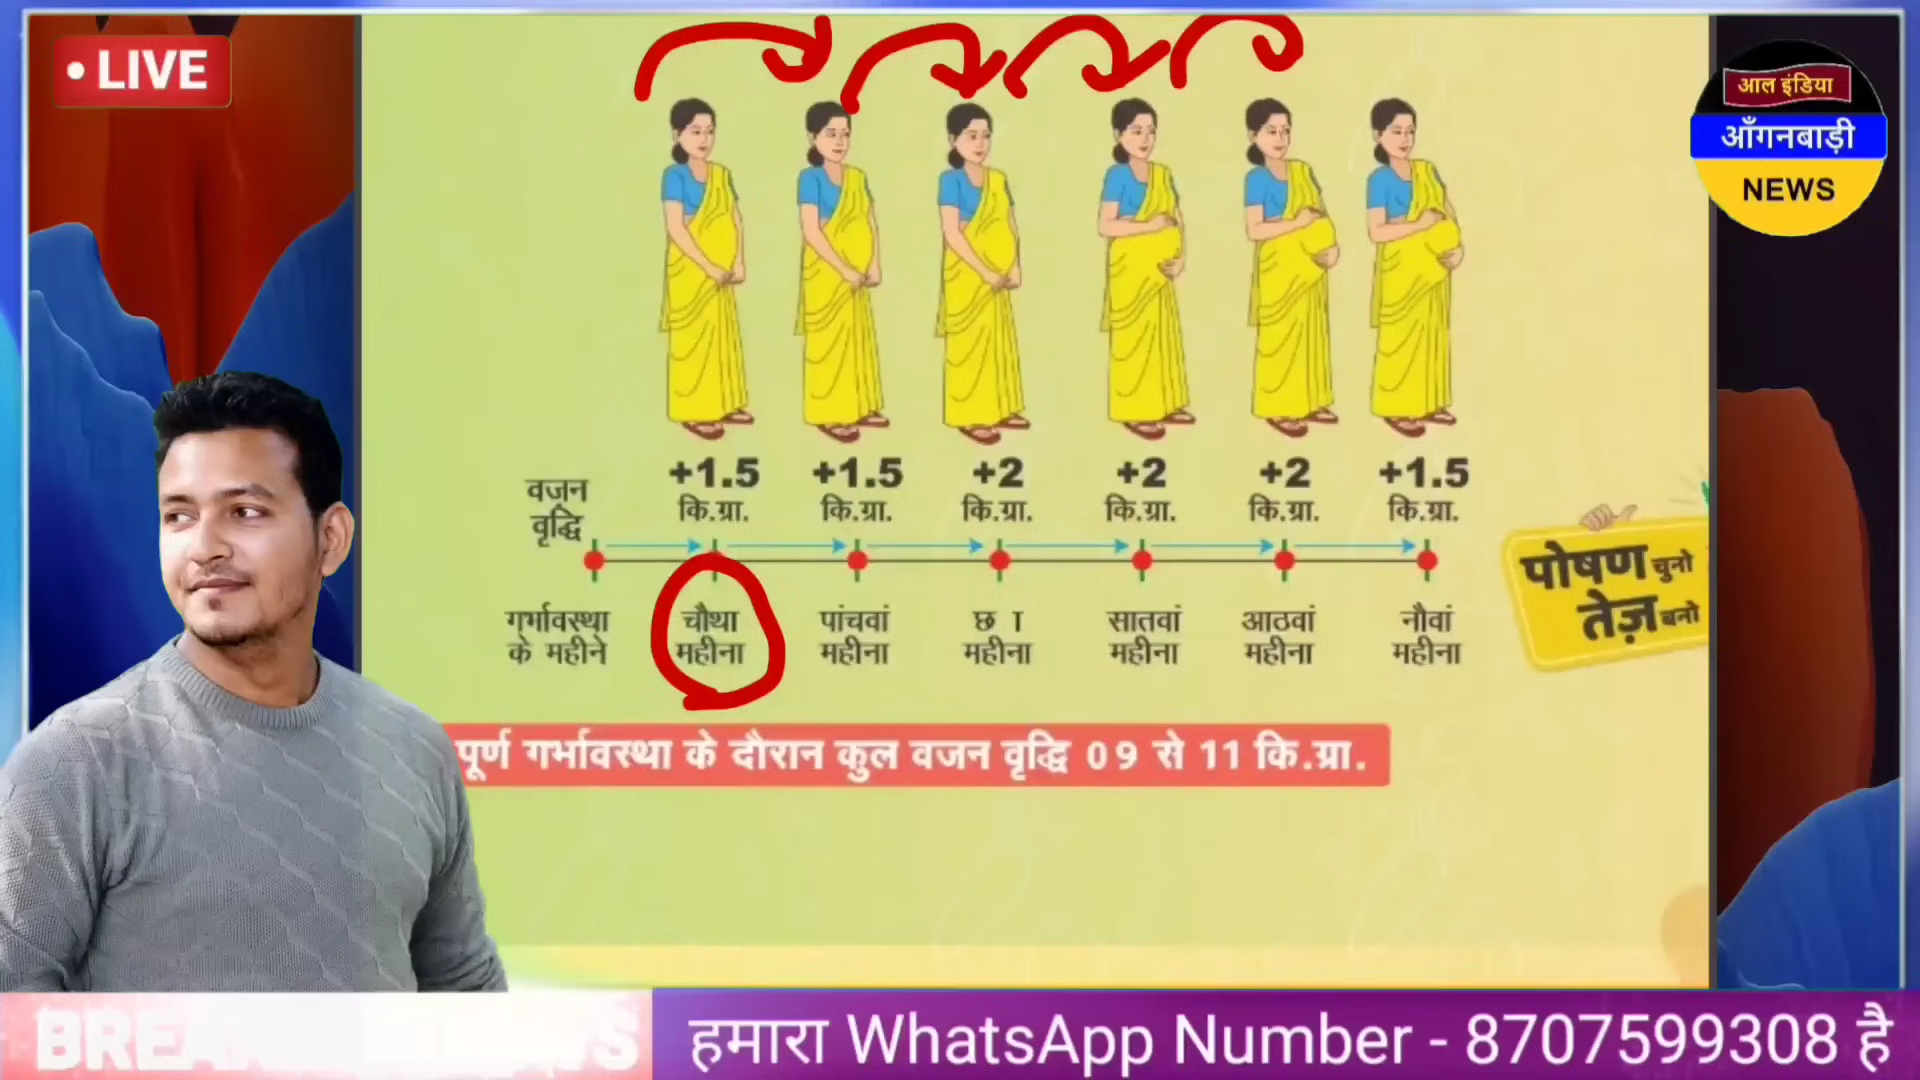 • LIVE
आल इंडिया
आँगनबाड़ी
NEWS
वजन
वृद्धि
+1.5 +1.5 +2 +2 +2 +1.5
कि.ग्रा. कि.ग्रा. कि.ग्रा. कि.ग्रा. कि.ग्रा. कि.ग्रा.
गर्भावस्था चौथा पांचवां छ ा सातवां आठवां नौवां
के महीने महीना महीना महीना महीना महीना महीना
पोषण चुनो
तेज़ बनो
पूर्ण गर्भावस्था के दौरान कुल वजन वृद्धि 09 से 11 कि.ग्रा.
हमारा WhatsApp Number - 8707599308 है